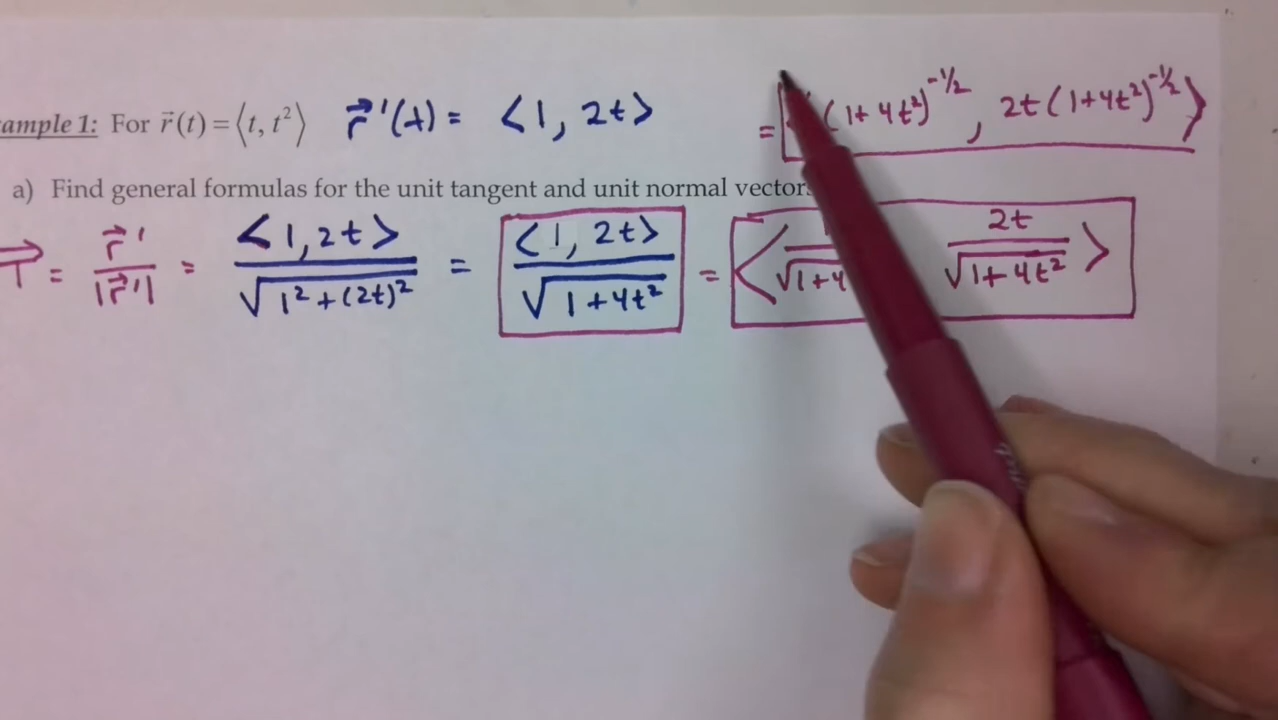 ample 1: For r⃗(t) = ⟨t, t²⟩ r⃗'(t) = <1, 2t> = (1+4t²)^-1/2, 2t(1+4t²)^-1/2>
a) Find general formulas for the unit tangent and unit normal vector
T⃗ = r⃗'/|r⃗'| = <1, 2t>/√(1²+(2t)²) = <1, 2t>/√(1+4t²) = < /√1+4 2t/√(1+4t²) >